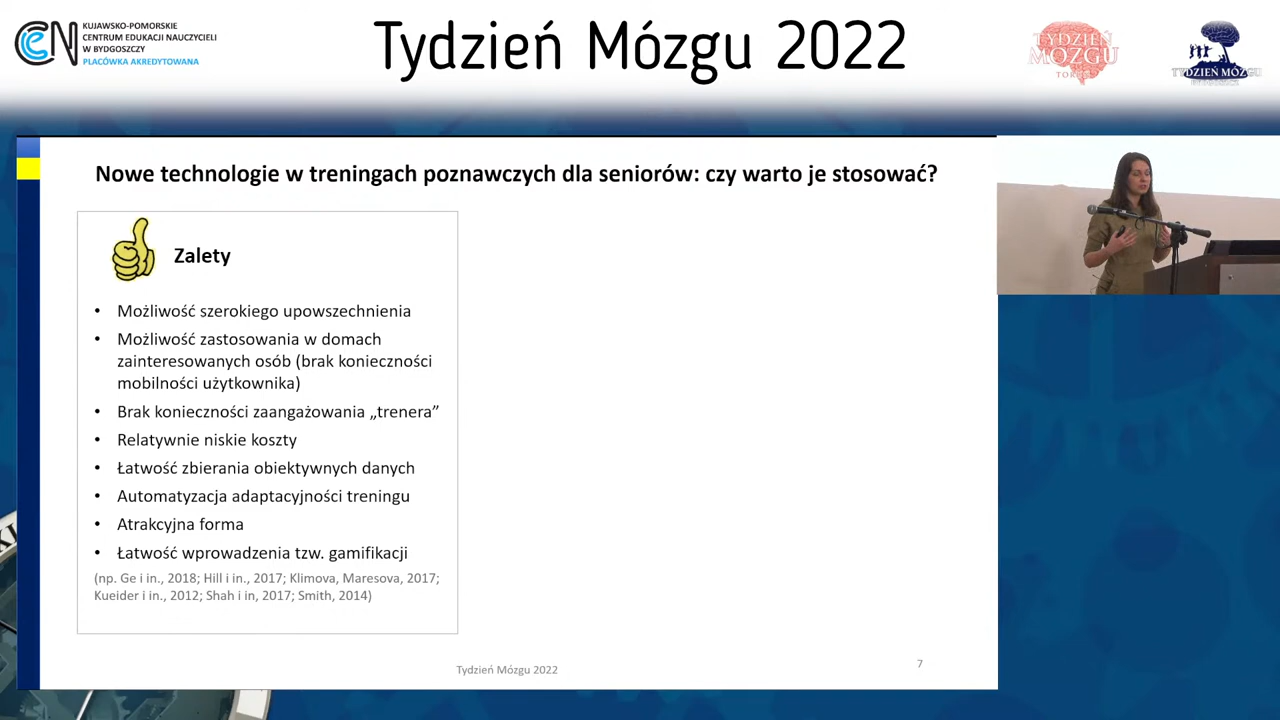 KUJAWSKO-POMORSKIE
CENTRUM EDUKACJI NAUCZYCIELI
W BYDGOSZCZY
PLACÓWKA AKREDYTOWANA
CEN
Tydzień Mózgu 2022
TYDZIEŃ
MÓZGU
TORUŃ
TYDZIEŃ MÓZGU
BYDGOSZCZ
Nowe technologie w treningach poznawczych dla seniorów: czy warto je stosować?
Zalety
• Możliwość szerokiego upowszechnienia
• Możliwość zastosowania w domach
zainteresowanych osób (brak konieczności
mobilności użytkownika)
• Brak konieczności zaangażowania „trenera”
• Relatywnie niskie koszty
• Łatwość zbierania obiektywnych danych
• Automatyzacja adaptacyjności treningu
• Atrakcyjna forma
• Łatwość wprowadzenia tzw. gamifikacji
(np. Ge i in., 2018; Hill i in., 2017; Klimova, Maresova, 2017;
Kueider i in., 2012; Shah i in, 2017; Smith, 2014)
Tydzień Mózgu 2022
7